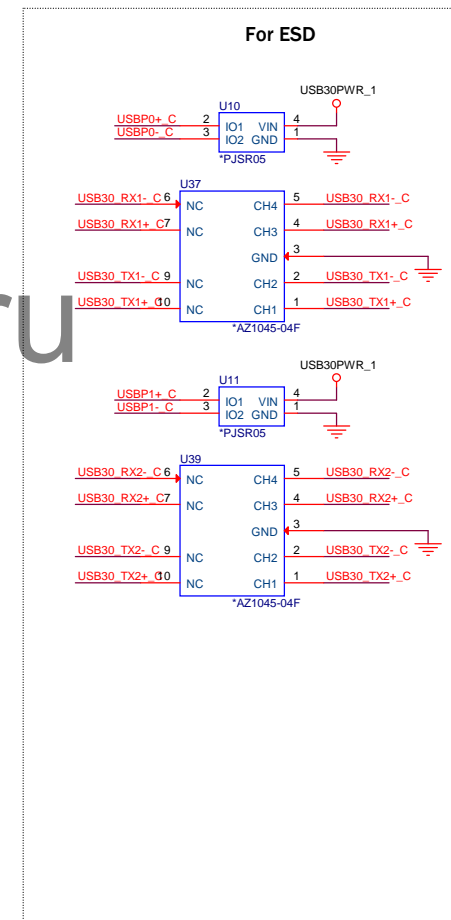 For ESD
USB30PWR_1
U10
USBP0+_C 2 IO1 VIN 4
USBP0-_C 3 IO2 GND 1
*PJSR05
U37
USB30_RX1-_C 6 NC CH4 5 USB30_RX1-_C
USB30_RX1+_C 7 NC CH3 4 USB30_RX1+_C
GND 3
USB30_TX1-_C 9 NC CH2 2 USB30_TX1-_C
USB30_TX1+_C 10 NC CH1 1 USB30_TX1+_C
*AZ1045-04F
ru
USB30PWR_1
U11
USBP1+_C 2 IO1 VIN 4
USBP1-_C 3 IO2 GND 1
*PJSR05
U39
USB30_RX2-_C 6 NC CH4 5 USB30_RX2-_C
USB30_RX2+_C 7 NC CH3 4 USB30_RX2+_C
GND 3
USB30_TX2-_C 9 NC CH2 2 USB30_TX2-_C
USB30_TX2+_C 10 NC CH1 1 USB30_TX2+_C
*AZ1045-04F